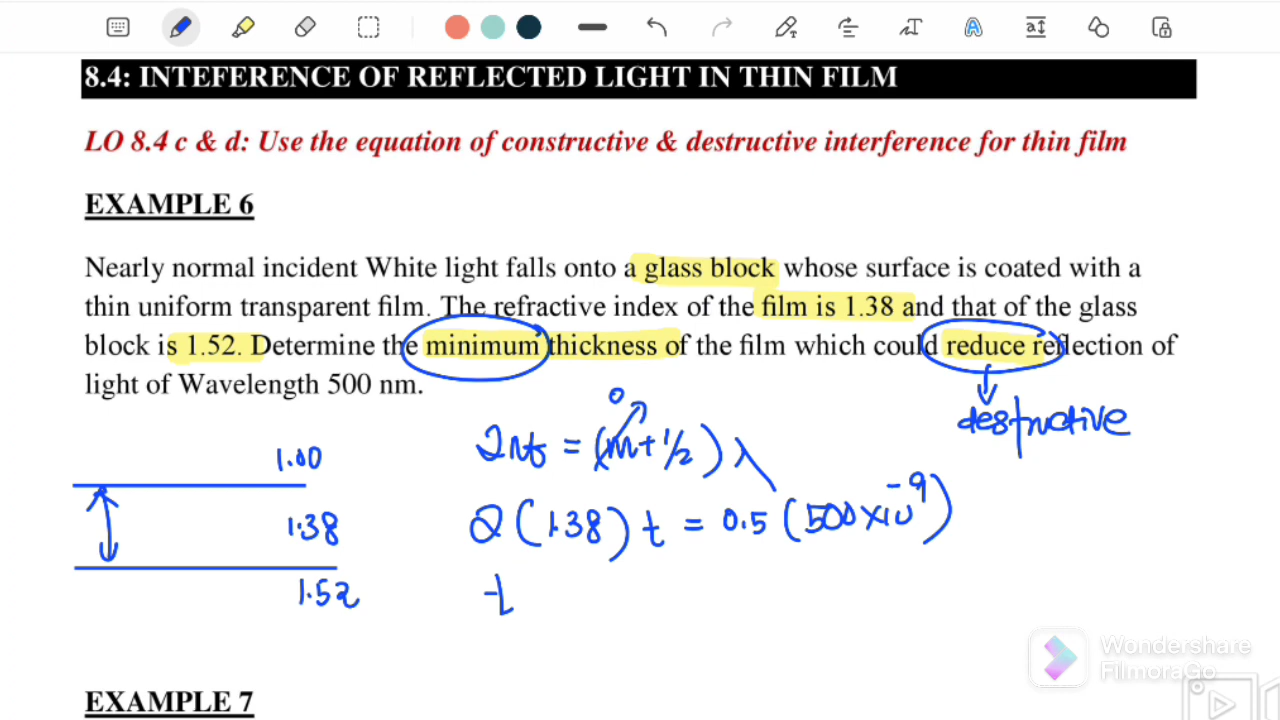 8.4: INTEFERENCE OF REFLECTED LIGHT IN THIN FILM
LO 8.4 c & d: Use the equation of constructive & destructive interference for thin film
EXAMPLE 6
Nearly normal incident White light falls onto a glass block whose surface is coated with a
thin uniform transparent film. The refractive index of the film is 1.38 and that of the glass
block is 1.52. Determine the minimum thickness of the film which could reduce reflection of
light of Wavelength 500 nm.
destructive
0
2nt = (m + 1/2) λ
1.00
2 (1.38) t = 0.5 (500×10⁻⁹)
1.38
1.52
t
Wondershare
FilmoraGo
EXAMPLE 7